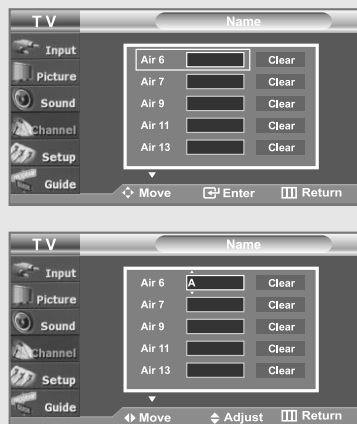 TV Name
Input
Picture
Sound
Channel
Setup
Guide
Air 6 Clear
Air 7 Clear
Air 9 Clear
Air 11 Clear
Air 13 Clear
Move Enter Return
TV Name
Input
Picture
Sound
Channel
Setup
Guide
Air 6 A Clear
Air 7 Clear
Air 9 Clear
Air 11 Clear
Air 13 Clear
Move Adjust Return